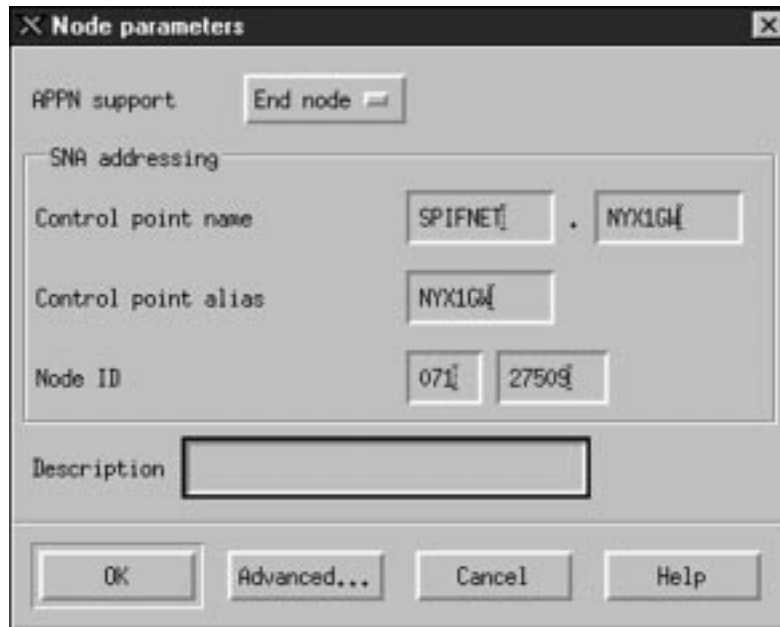 Node parameters
APPN support End node
SNA addressing
Control point name SPIFNET . NYX1GW
Control point alias NYX1GW
Node ID 071 27509
Description
OK Advanced... Cancel Help